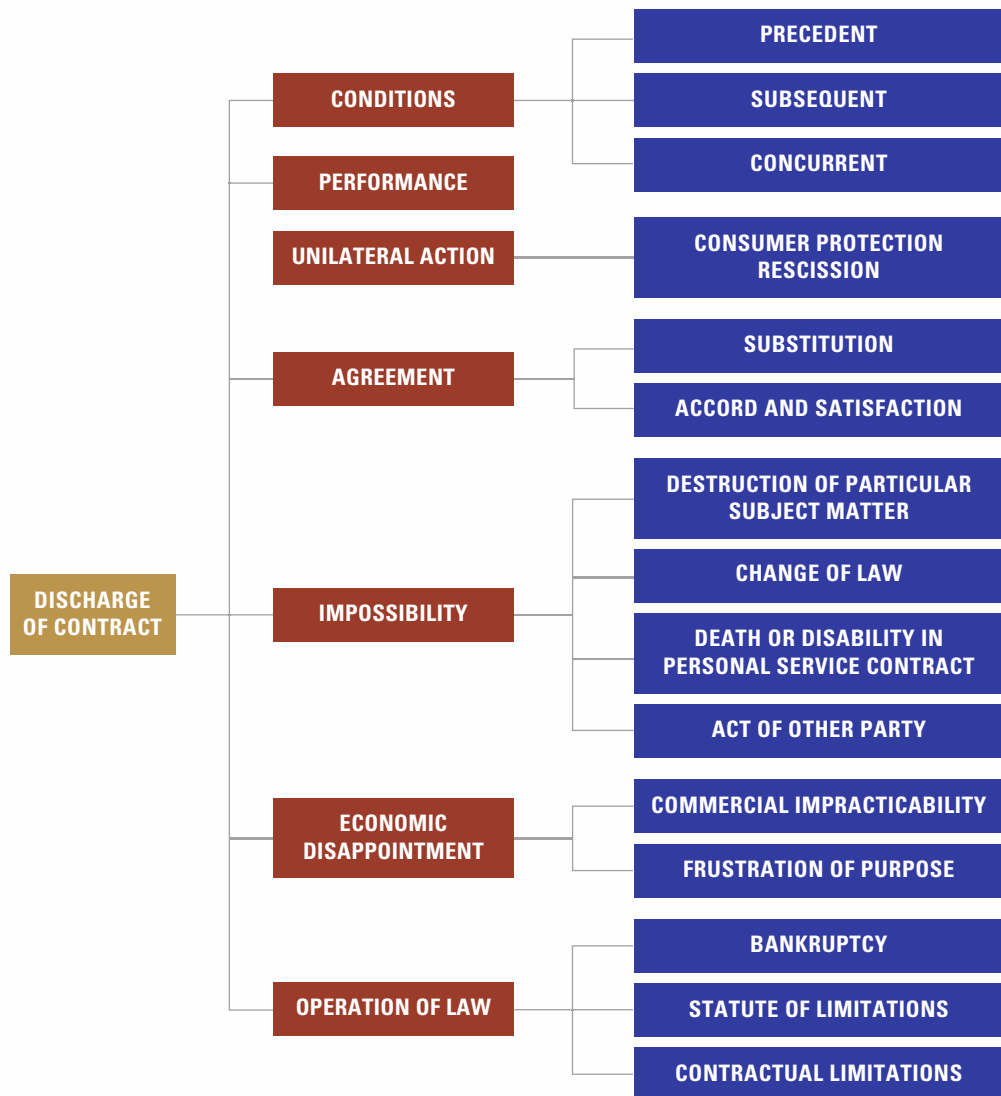 DISCHARGE
OF CONTRACT
CONDITIONS
PRECEDENT
SUBSEQUENT
CONCURRENT
PERFORMANCE
UNILATERAL ACTION
CONSUMER PROTECTION
RESCISSION
AGREEMENT
SUBSTITUTION
ACCORD AND SATISFACTION
IMPOSSIBILITY
DESTRUCTION OF PARTICULAR
SUBJECT MATTER
CHANGE OF LAW
DEATH OR DISABILITY IN
PERSONAL SERVICE CONTRACT
ACT OF OTHER PARTY
ECONOMIC
DISAPPOINTMENT
COMMERCIAL IMPRACTICABILITY
FRUSTRATION OF PURPOSE
OPERATION OF LAW
BANKRUPTCY
STATUTE OF LIMITATIONS
CONTRACTUAL LIMITATIONS